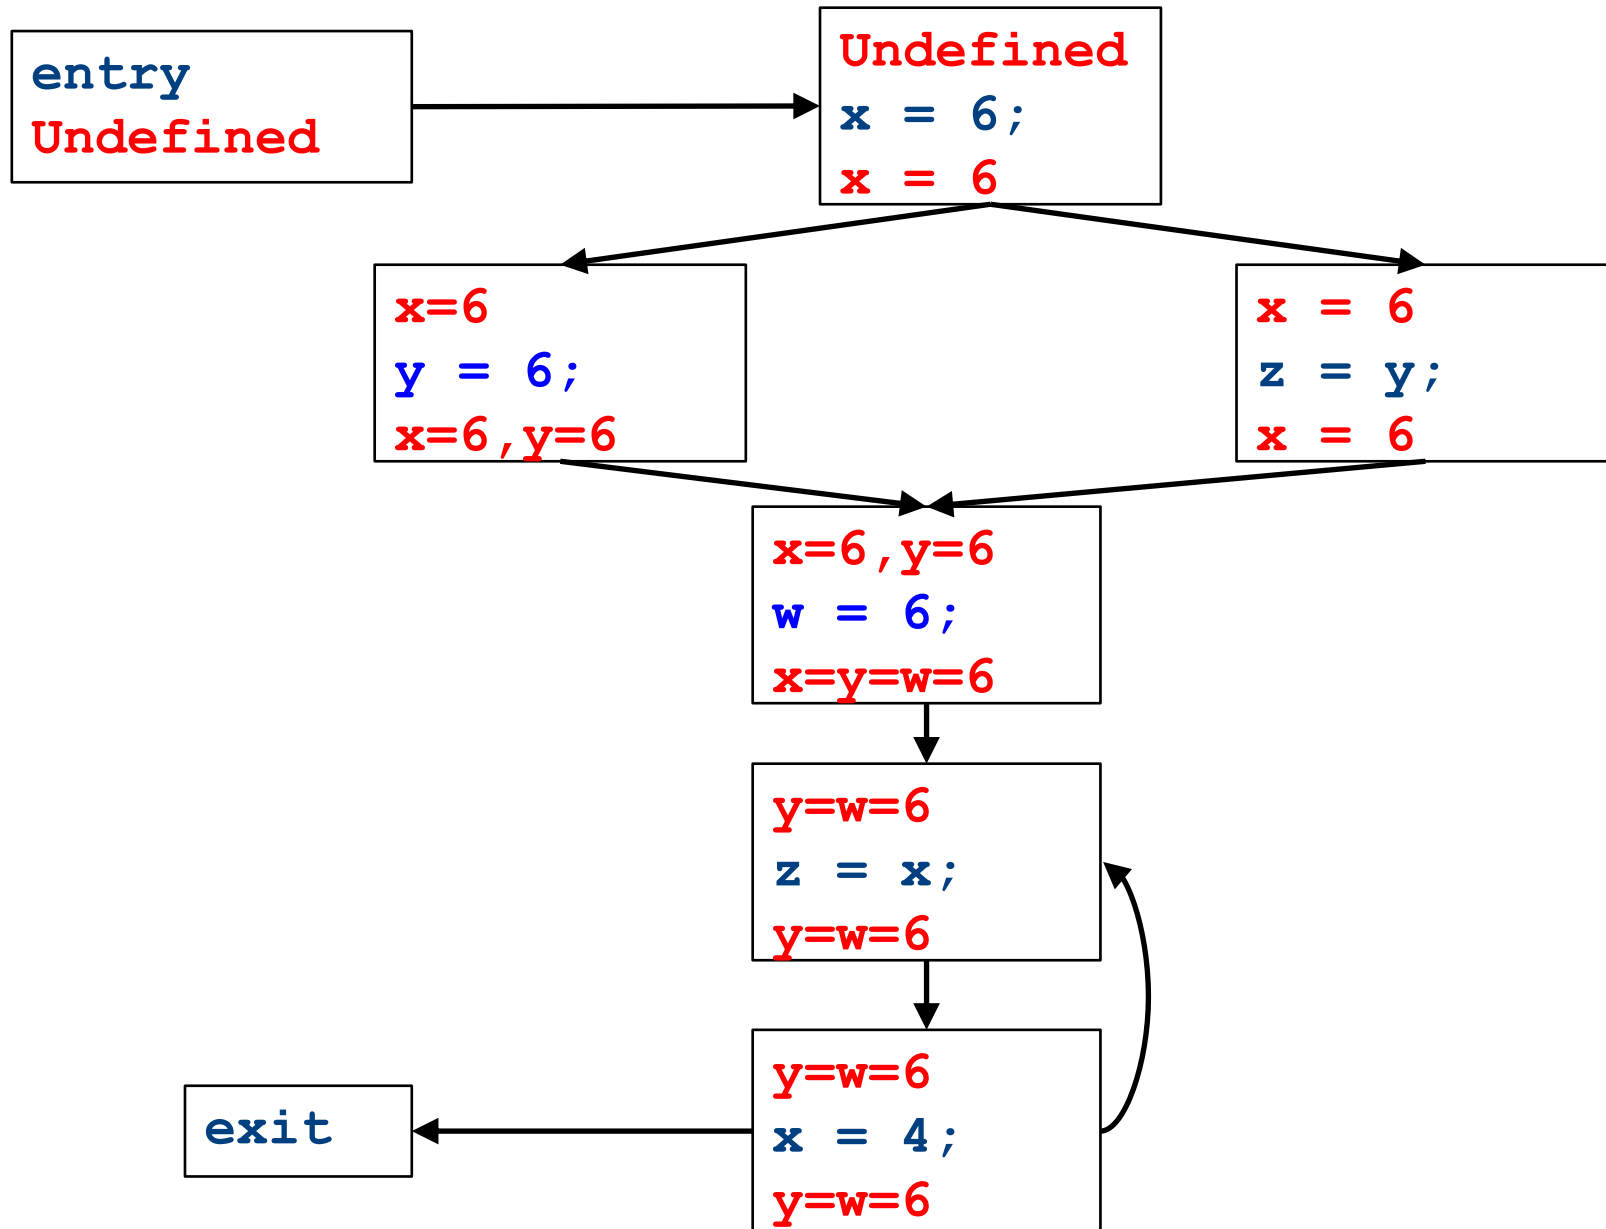 entry
Undefined
Undefined
x = 6;
x = 6
x=6
y = 6;
x=6,y=6
x = 6
z = y;
x = 6
x=6,y=6
w = 6;
x=y=w=6
y=w=6
z = x;
y=w=6
y=w=6
x = 4;
y=w=6
exit